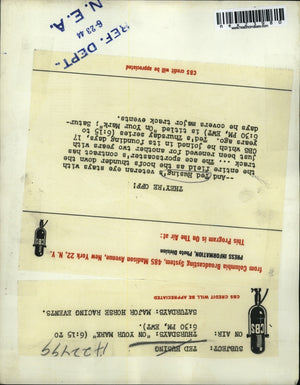 N. E. A.
6-23 44
REF. DEPT-
SUBJECT: TED HUSING
ON AIR: THURSDAYS "ON YOUR MARK" (6:15 TO
6:30 PM, EWT).
SATURDAYS: MAJOR HORSE RACING EVENTS.
CBS
CBS CREDIT WILL BE APPRECIATED
from Columbia Broadcasting System, 485 Madison Avenue, New York 22, N. Y.
PRESS INFORMATION, Photo Division
This Program is On The Air at:
THEY'RE OFF!
--And Ted Husing's veteran eye stays with
the entire field as the hoofs thunder down the
track ... The ace sportscaster's contract has
just been renewed for another two years with
CBS which he joined in its founding days, 17
years ago. Ted's Thursday series (6:15 to
6:30 PM, EWT) is titled "On Your Mark", Satur-
days he covers major track events.
CBS credit will be appreciated